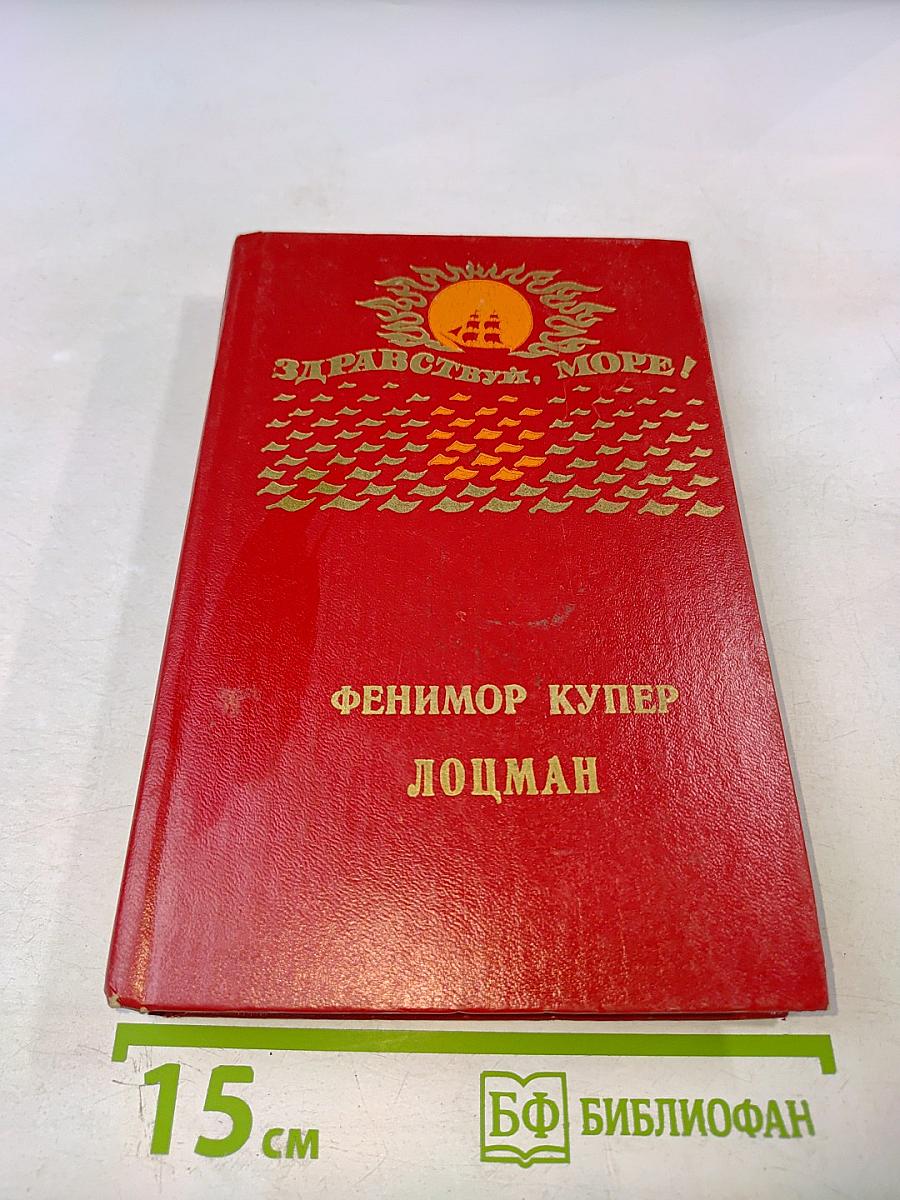 ЗДРАВСТВУЙ, МОРЕ!
ФЕНИМОР КУПЕР
ЛОЦМАН
15 см
БФ БИБЛИОФАН